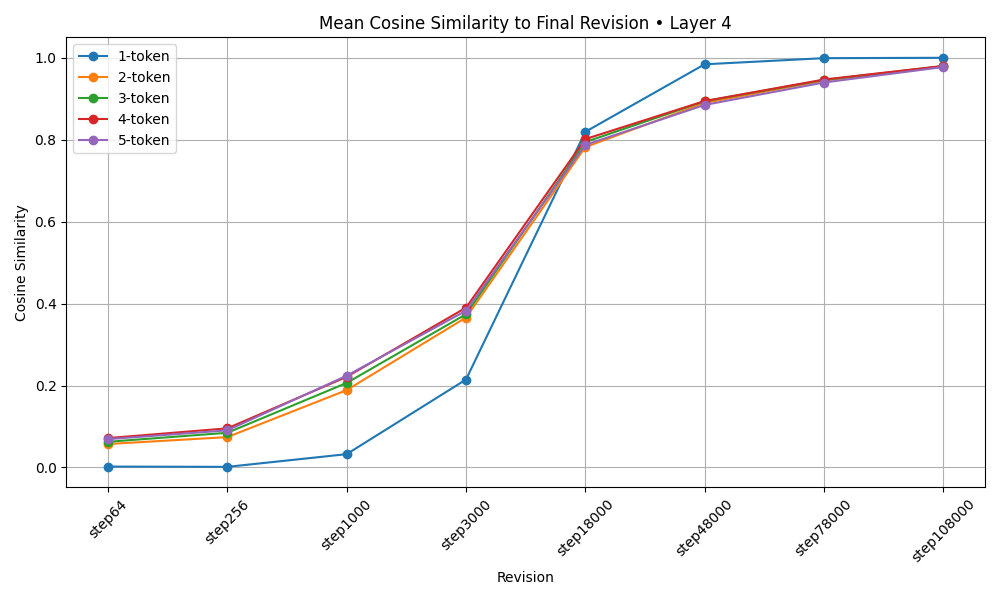 Mean Cosine Similarity to Final Revision • Layer 4
1-token
2-token
3-token
4-token
5-token
Cosine Similarity
1.0
0.8
0.6
0.4
0.2
0.0
step64
step256
step1000
step3000
step18000
step48000
step78000
step108000
Revision